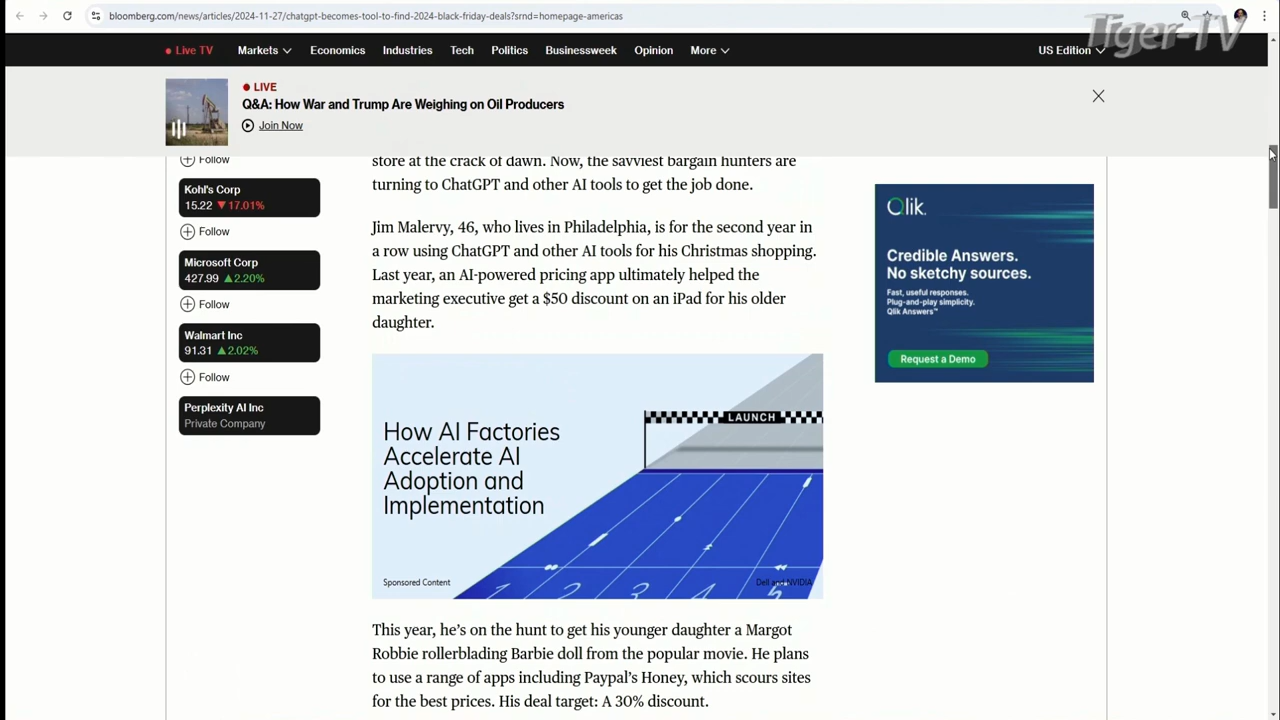 bloomberg.com/news/articles/2024-11-27/chatgpt-becomes-tool-to-find-2024-black-friday-deals?srnd=homepage-americas
Tiger-TV
Live TV Markets Economics Industries Tech Politics Businessweek Opinion More US Edition
LIVE
Q&A: How War and Trump Are Weighing on Oil Producers
Join Now
Follow
Kohl's Corp
15.22 ▼17.01%
Follow
Microsoft Corp
427.99 ▲2.20%
Follow
Walmart Inc
91.31 ▲2.02%
Follow
Perplexity AI Inc
Private Company
store at the crack of dawn. Now, the savviest bargain hunters are
turning to ChatGPT and other AI tools to get the job done.
Jim Malervy, 46, who lives in Philadelphia, is for the second year in
a row using ChatGPT and other AI tools for his Christmas shopping.
Last year, an AI-powered pricing app ultimately helped the
marketing executive get a $50 discount on an iPad for his older
daughter.
How AI Factories
Accelerate AI
Adoption and
Implementation
LAUNCH
1 2 3 4 5
Sponsored Content
Dell and NVIDIA
This year, he's on the hunt to get his younger daughter a Margot
Robbie rollerblading Barbie doll from the popular movie. He plans
to use a range of apps including Paypal's Honey, which scours sites
for the best prices. His deal target: A 30% discount.
Qlik.
Credible Answers.
No sketchy sources.
Fast, useful responses.
Plug-and-play simplicity.
Qlik Answers™
Request a Demo